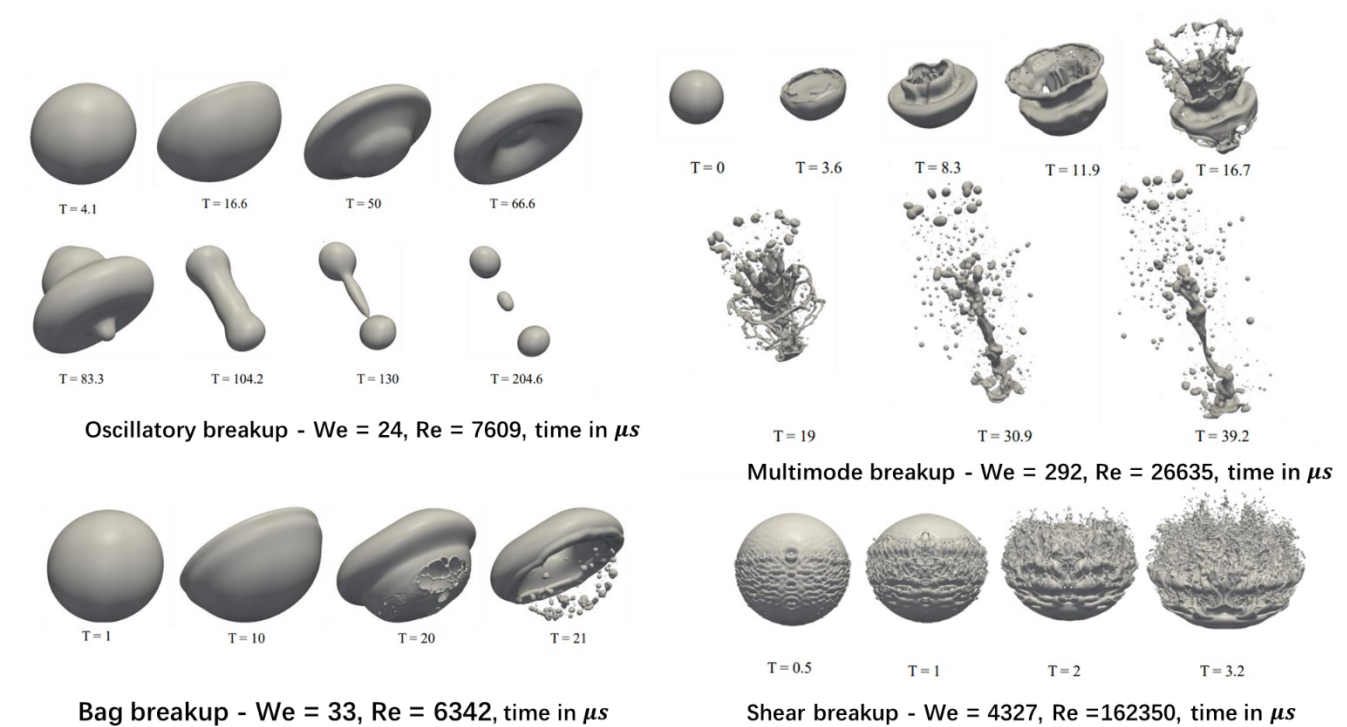 T = 4.1
T = 16.6
T = 50
T = 66.6
T = 83.3
T = 104.2
T = 130
T = 204.6
Oscillatory breakup - We = 24, Re = 7609, time in μs
T = 0
T = 3.6
T = 8.3
T = 11.9
T = 16.7
T = 19
T = 30.9
T = 39.2
Multimode breakup - We = 292, Re = 26635, time in μs
T = 1
T = 10
T = 20
T = 21
Bag breakup - We = 33, Re = 6342, time in μs
T = 0.5
T = 1
T = 2
T = 3.2
Shear breakup - We = 4327, Re =162350, time in μs